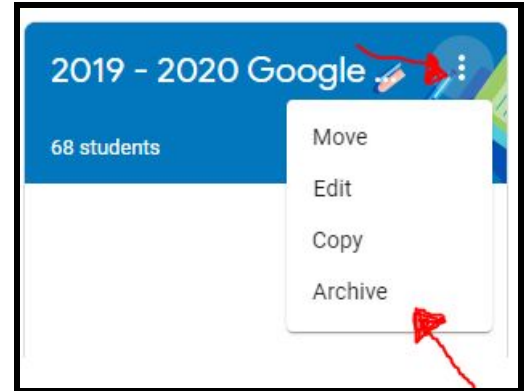 2019 - 2020 Google ...
68 students
Move
Edit
Copy
Archive